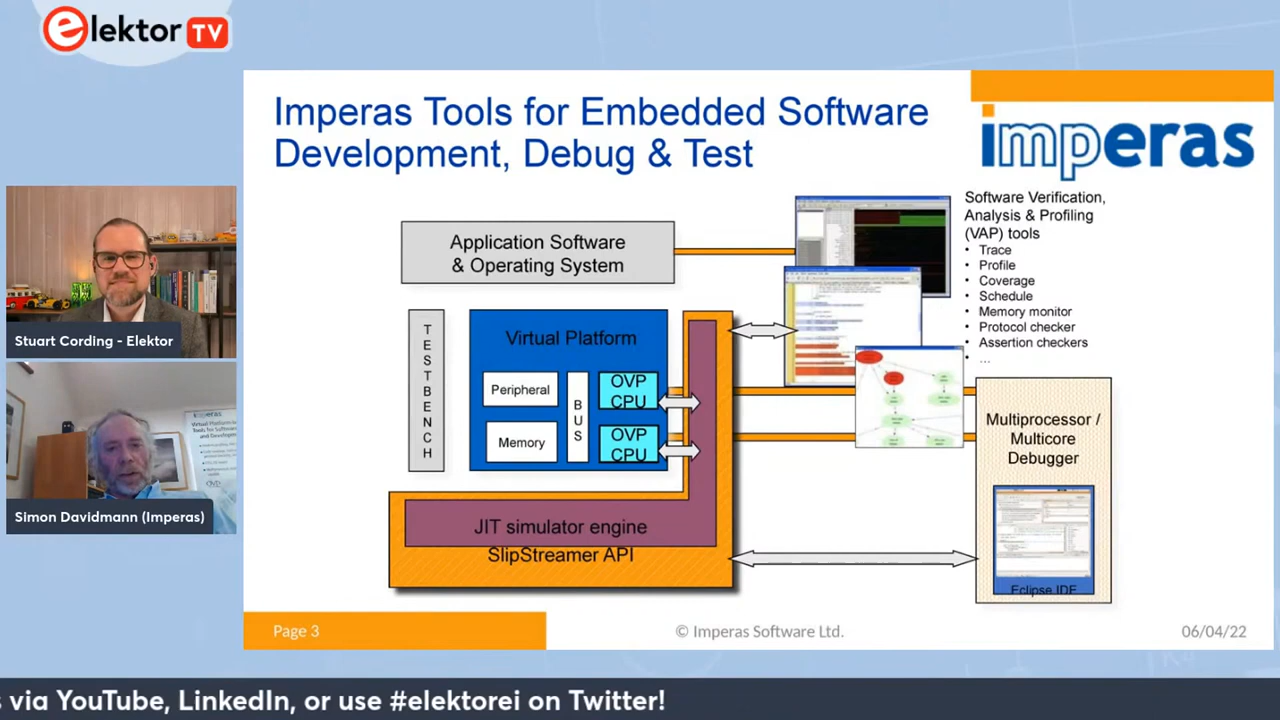 elektor TV
Imperas Tools for Embedded Software
Development, Debug & Test
imperas
Software Verification,
Analysis & Profiling
(VAP) tools
• Trace
• Profile
• Coverage
• Schedule
• Memory monitor
• Protocol checker
• Assertion checkers
• ...
Application Software
& Operating System
TESTBENCH
Virtual Platform
Peripheral
Memory
BUS
OVP
CPU
OVP
CPU
JIT simulator engine
SlipStreamer API
Multiprocessor /
Multicore
Debugger
Eclipse IDE
Stuart Cording - Elektor
imperas
Simon Davidmann (Imperas)
Page 3
© Imperas Software Ltd.
06/04/22
s via YouTube, LinkedIn, or use #elektorei on Twitter!